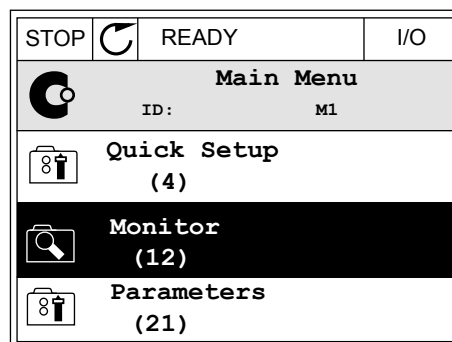 STOP READY I/O
Main Menu
ID: M1
Quick Setup
(4)
Monitor
(12)
Parameters
(21)